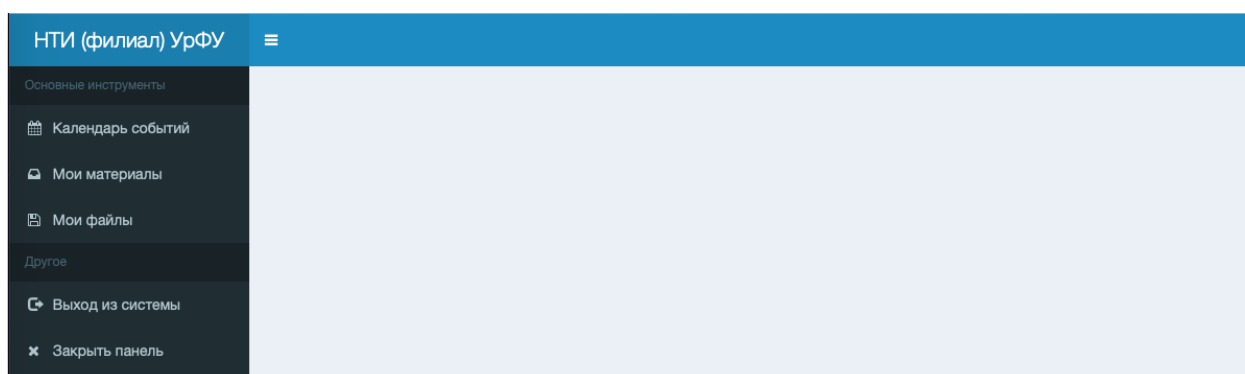 НТИ (филиал) УрФУ
Основные инструменты
Календарь событий
Мои материалы
Мои файлы
Другое
Выход из системы
Закрыть панель